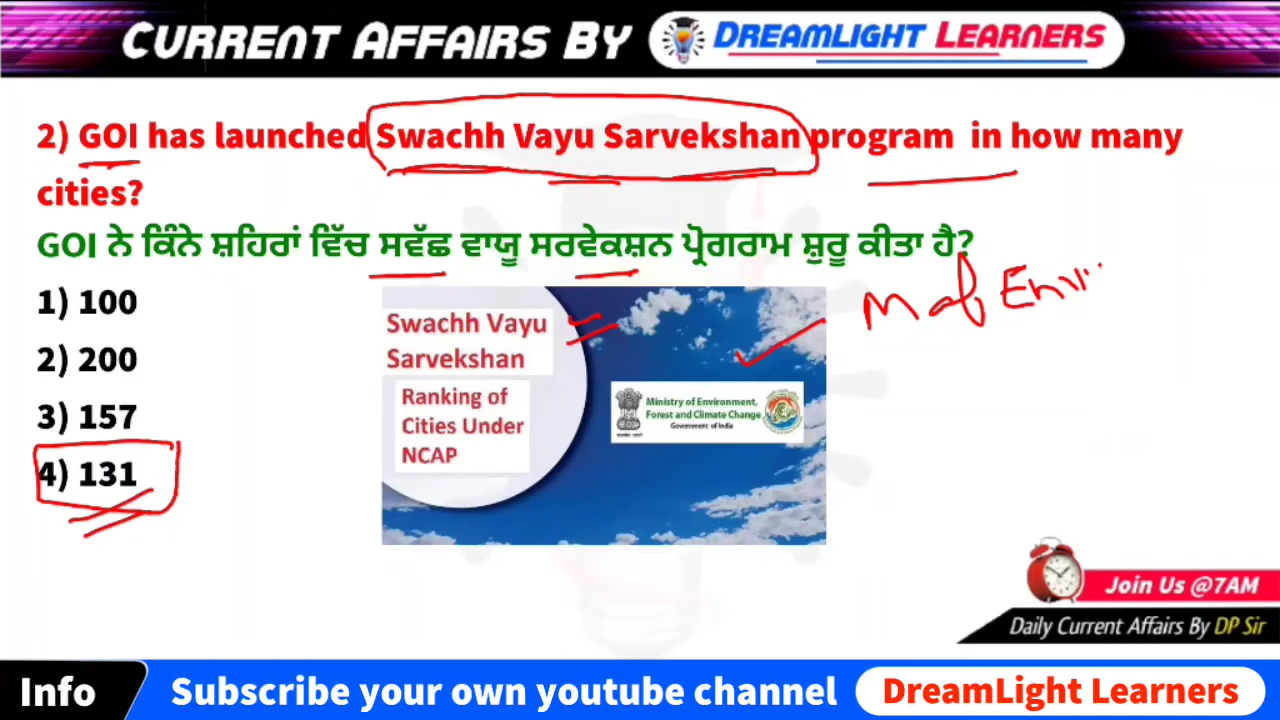 CURRENT AFFAIRS BY DREAMLIGHT LEARNERS
2) GOI has launched Swachh Vayu Sarvekshan program in how many
cities?
GOI ਨੇ ਕਿੰਨੇ ਸ਼ਹਿਰਾਂ ਵਿੱਚ ਸਵੱਛ ਵਾਯੂ ਸਰਵੇਕਸ਼ਨ ਪ੍ਰੋਗਰਾਮ ਸ਼ੁਰੂ ਕੀਤਾ ਹੈ?
1) 100
2) 200
3) 157
4) 131
Swachh Vayu
Sarvekshan
Ranking of
Cities Under
NCAP
Ministry of Environment,
Forest and Climate Change
Government of India
M of Envi
Join Us @7AM
Daily Current Affairs By DP Sir
Info
Subscribe your own youtube channel
DreamLight Learners